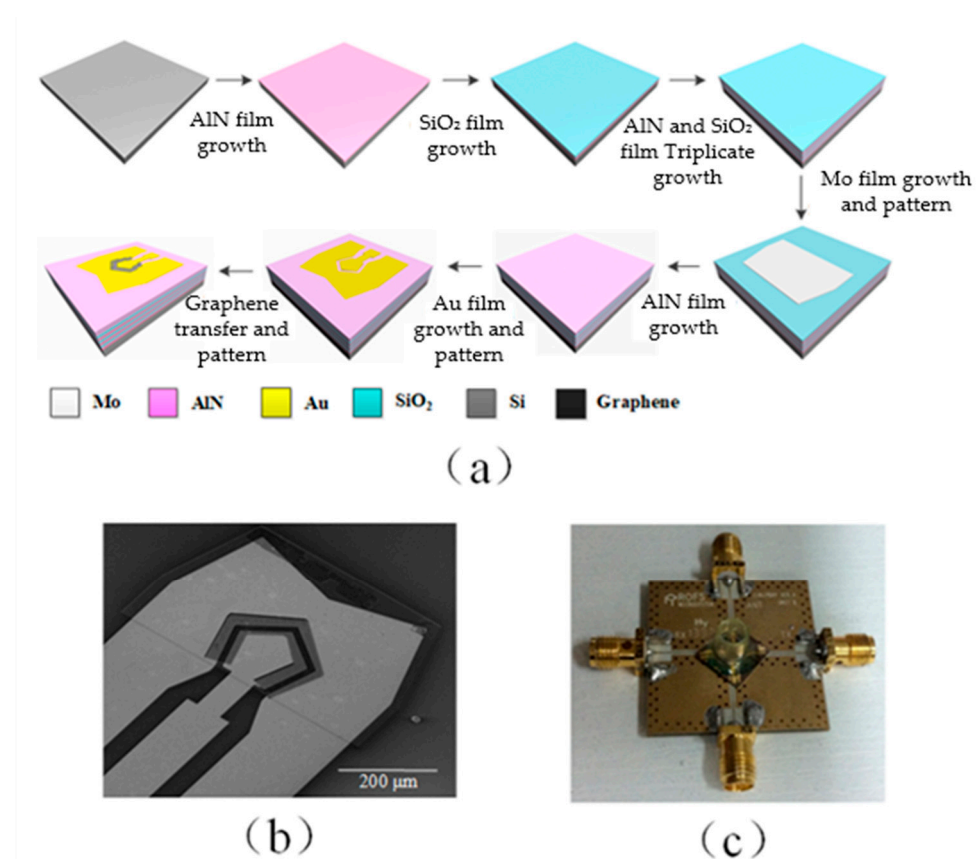 AlN film
growth
SiO₂ film
growth
AlN and SiO₂
film Triplicate
growth
Mo film growth
and pattern
AlN film
growth
Au film
growth and
pattern
Graphene
transfer and
pattern
Mo
AlN
Au
SiO₂
Si
Graphene
(a)
200 μm
(b)
(c)